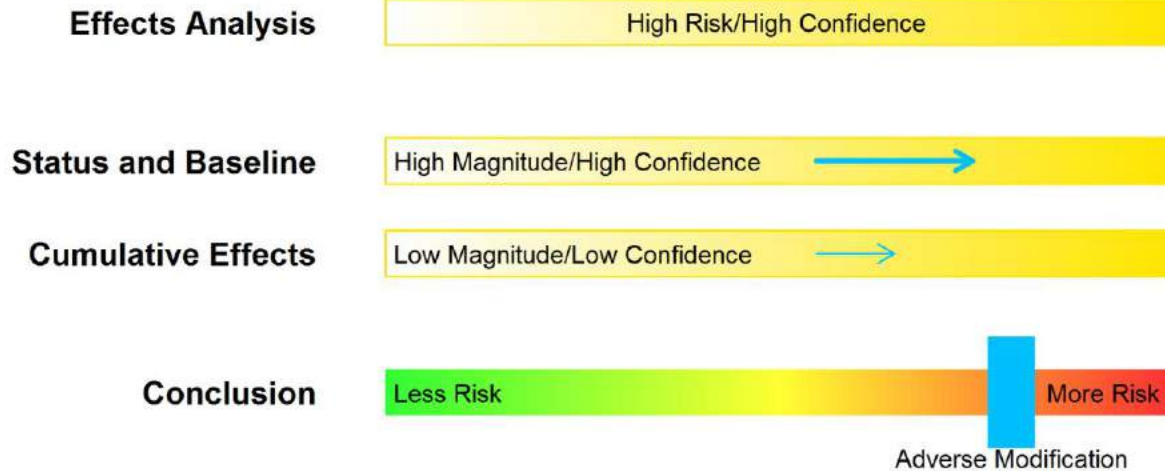 Effects Analysis
High Risk/High Confidence
Status and Baseline
High Magnitude/High Confidence
Cumulative Effects
Low Magnitude/Low Confidence
Conclusion
Less Risk
More Risk
Adverse Modification